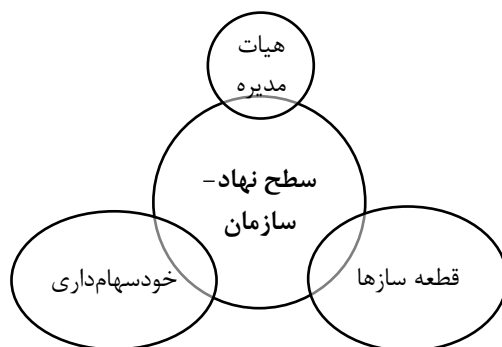 هیات
مدیره
سطح نهاد-
سازمان
قطعه سازها
خودسهام‌داری